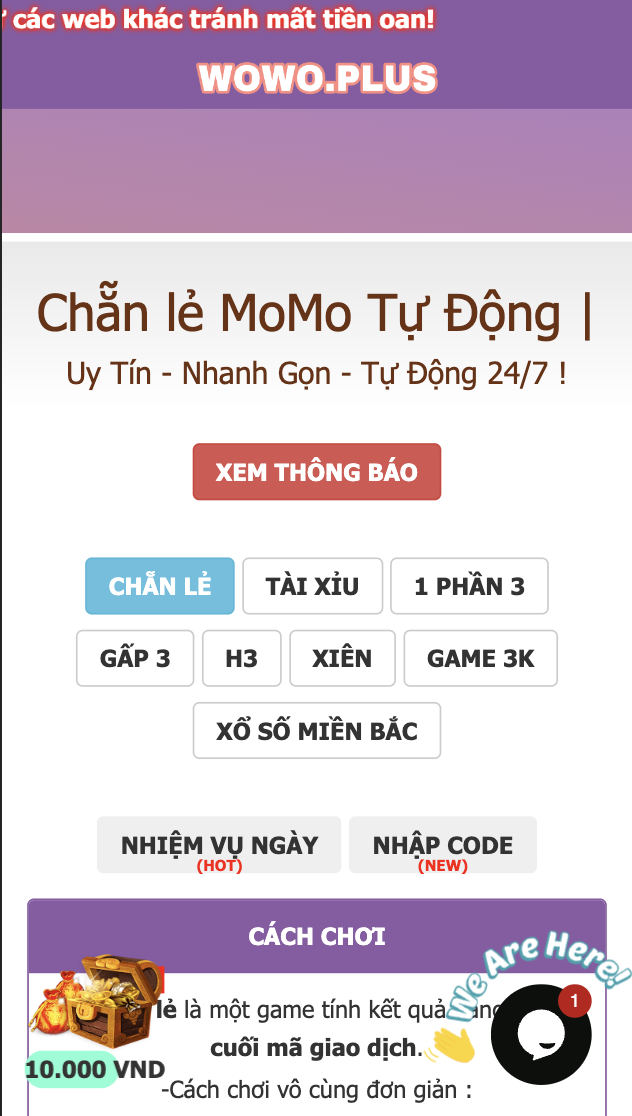 các web khác tránh mất tiền oan!
WOWO.PLUS
Chẵn lẻ MoMo Tự Động |
Uy Tín - Nhanh Gọn - Tự Động 24/7 !
XEM THÔNG BÁO
CHẴN LẺ TÀI XỈU 1 PHẦN 3
GẤP 3 H3 XIÊN GAME 3K
XỔ SỐ MIỀN BẮC
NHIỆM VỤ NGÀY NHẬP CODE
(HOT) (NEW)
CÁCH CHƠI
We Are Here!
1
lẻ là một game tính kết quả
cuối mã giao dịch.
10.000 VND
-Cách chơi vô cùng đơn giản :